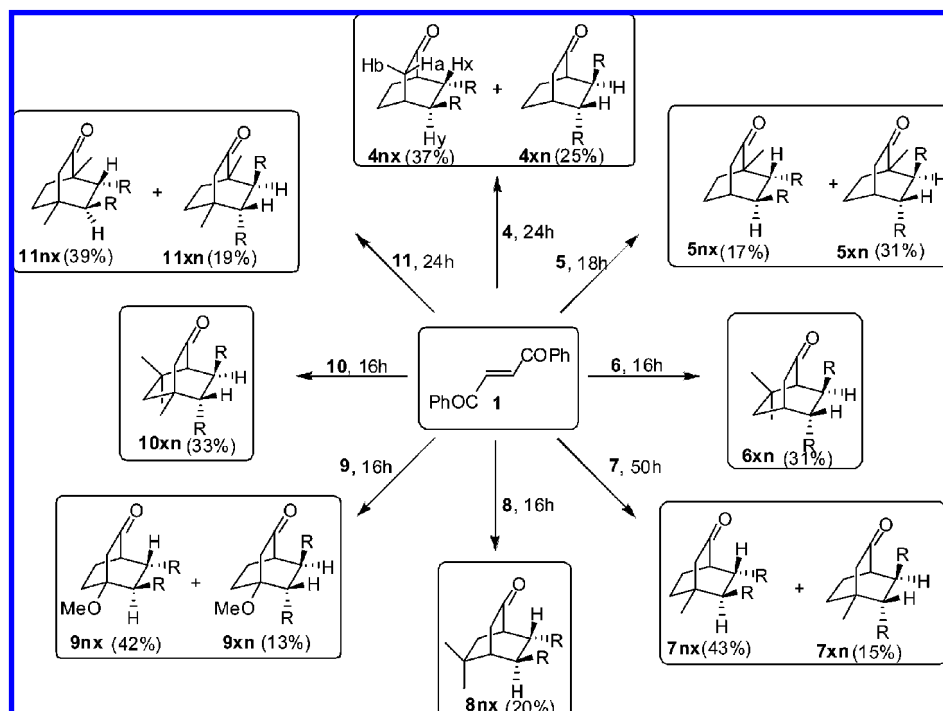 O
Hb
Ha
Hx
R
R
Hy
4nx (37%)
+
O
R
H
H
R
4xn (25%)
O
H
R
R
H
11nx (39%)
+
O
R
H
H
R
11xn (19%)
O
H
R
R
H
5nx (17%)
+
O
R
H
H
R
5xn (31%)
11, 24h
4, 24h
5, 18h
O
R
H
H
R
10xn (33%)
10, 16h
COPh
PhOC
1
6, 16h
O
R
H
H
R
6xn (31%)
9, 16h
8, 16h
7, 50h
O
H
R
R
H
MeO
9nx (42%)
+
O
R
H
H
R
MeO
9xn (13%)
O
H
R
R
H
8nx (20%)
O
H
R
R
H
7nx (43%)
+
O
R
H
H
R
7xn (15%)